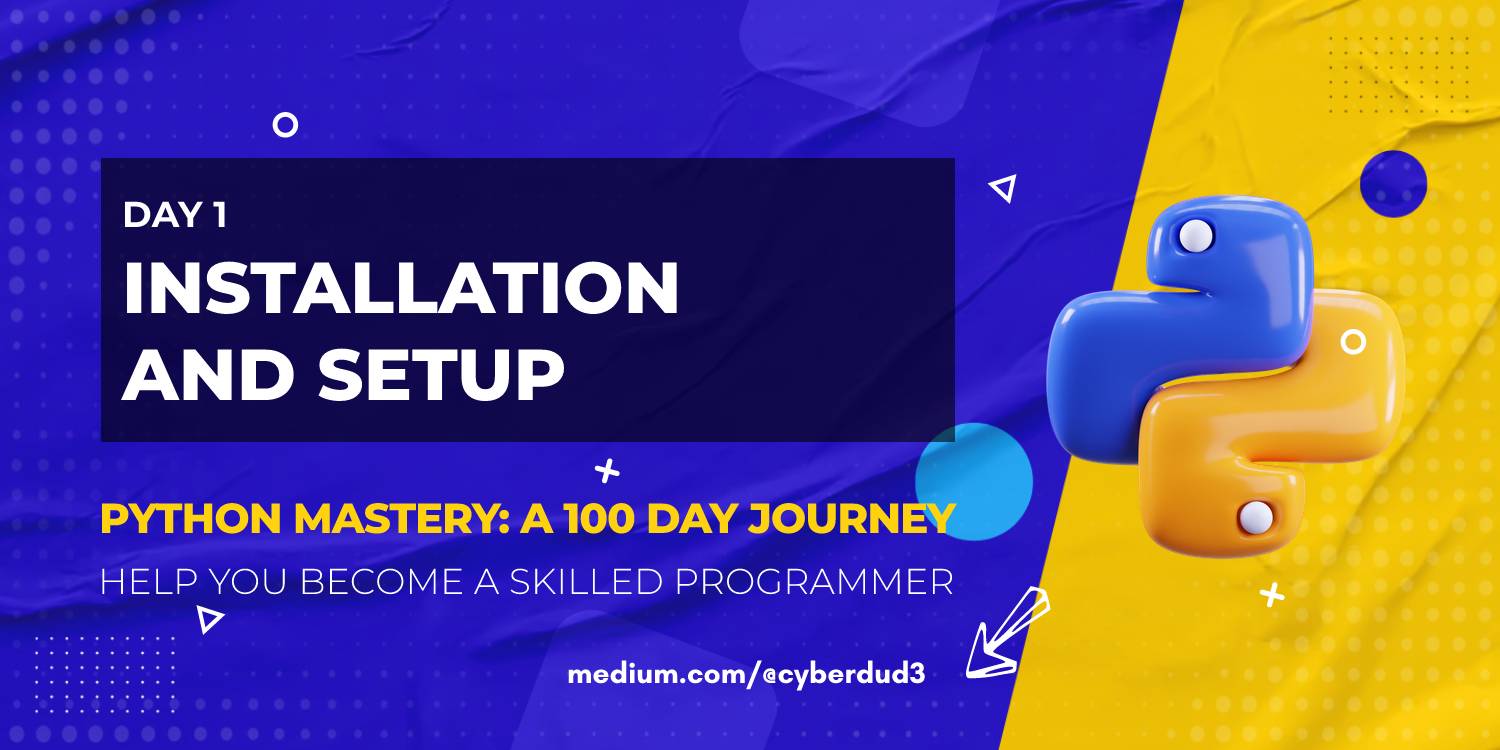 DAY 1
INSTALLATION
AND SETUP
PYTHON MASTERY: A 100 DAY JOURNEY
HELP YOU BECOME A SKILLED PROGRAMMER
medium.com/@cyberdud3